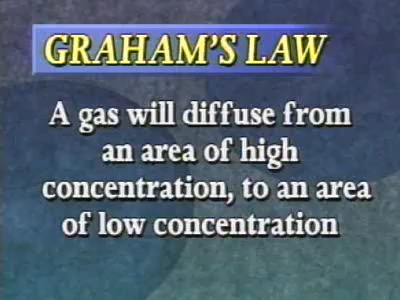 GRAHAM'S LAW
A gas will diffuse from
an area of high
concentration, to an area
of low concentration